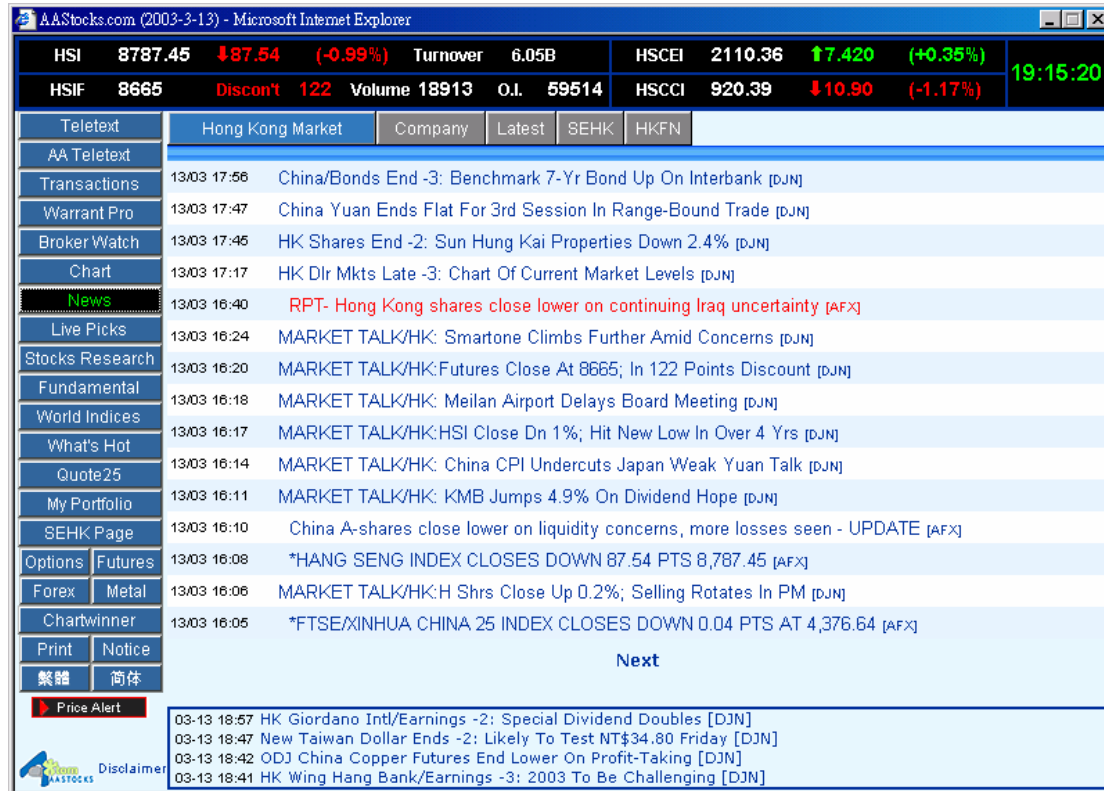 AAStocks.com (2003-3-13) - Microsoft Internet Explorer
HSI 8787.45 ⬇87.54 (-0.99%) Turnover 6.05B HSCEI 2110.36 ⬆7.420 (+0.35%) 19:15:20
HSIF 8665 Discon't 122 Volume 18913 O.I. 59514 HSCCI 920.39 ⬇10.90 (-1.17%)
Teletext
AA Teletext
Transactions
Warrant Pro
Broker Watch
Chart
News
Live Picks
Stocks Research
Fundamental
World Indices
What's Hot
Quote25
My Portfolio
SEHK Page
Options Futures
Forex Metal
Chartwinner
Print Notice
繁體 简体
Price Alert
Atom AASTOCKS Disclaimer
Hong Kong Market Company Latest SEHK HKFN
13/03 17:56 China/Bonds End -3: Benchmark 7-Yr Bond Up On Interbank [DJN]
13/03 17:47 China Yuan Ends Flat For 3rd Session In Range-Bound Trade [DJN]
13/03 17:45 HK Shares End -2: Sun Hung Kai Properties Down 2.4% [DJN]
13/03 17:17 HK Dlr Mkts Late -3: Chart Of Current Market Levels [DJN]
13/03 16:40 RPT- Hong Kong shares close lower on continuing Iraq uncertainty [AFX]
13/03 16:24 MARKET TALK/HK: Smartone Climbs Further Amid Concerns [DJN]
13/03 16:20 MARKET TALK/HK:Futures Close At 8665; In 122 Points Discount [DJN]
13/03 16:18 MARKET TALK/HK: Meilan Airport Delays Board Meeting [DJN]
13/03 16:17 MARKET TALK/HK:HSI Close Dn 1%; Hit New Low In Over 4 Yrs [DJN]
13/03 16:14 MARKET TALK/HK: China CPI Undercuts Japan Weak Yuan Talk [DJN]
13/03 16:11 MARKET TALK/HK: KMB Jumps 4.9% On Dividend Hope [DJN]
13/03 16:10 China A-shares close lower on liquidity concerns, more losses seen - UPDATE [AFX]
13/03 16:08 *HANG SENG INDEX CLOSES DOWN 87.54 PTS 8,787.45 [AFX]
13/03 16:06 MARKET TALK/HK:H Shrs Close Up 0.2%; Selling Rotates In PM [DJN]
13/03 16:05 *FTSE/XINHUA CHINA 25 INDEX CLOSES DOWN 0.04 PTS AT 4,376.64 [AFX]
Next
03-13 18:57 HK Giordano Intl/Earnings -2: Special Dividend Doubles [DJN]
03-13 18:47 New Taiwan Dollar Ends -2: Likely To Test NT$34.80 Friday [DJN]
03-13 18:42 ODJ China Copper Futures End Lower On Profit-Taking [DJN]
03-13 18:41 HK Wing Hang Bank/Earnings -3: 2003 To Be Challenging [DJN]